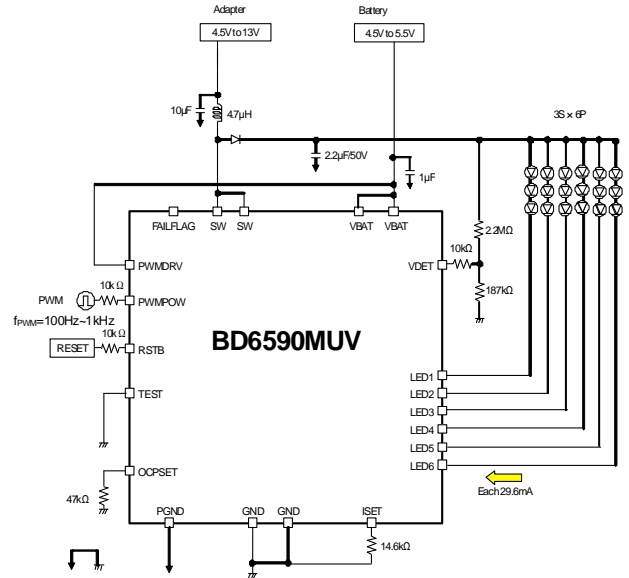 Adapter
Battery
4.5V to 13V
4.5V to 5.5V
10μF
4.7μH
3S × 6P
2.2μF/50V
1μF
FAILFLAG
SW
SW
VBAT
VBAT
2.2MΩ
PWMDRV
VDET
10kΩ
10kΩ
PWM
PWMPOW
187kΩ
fPWM=100Hz~1kHz
10kΩ
BD6590MUV
RESET
RSTB
LED1
TEST
LED2
LED3
LED4
LED5
OCPSET
LED6
Each 29.6mA
47kΩ
PGND
GND
GND
ISET
14.6kΩ